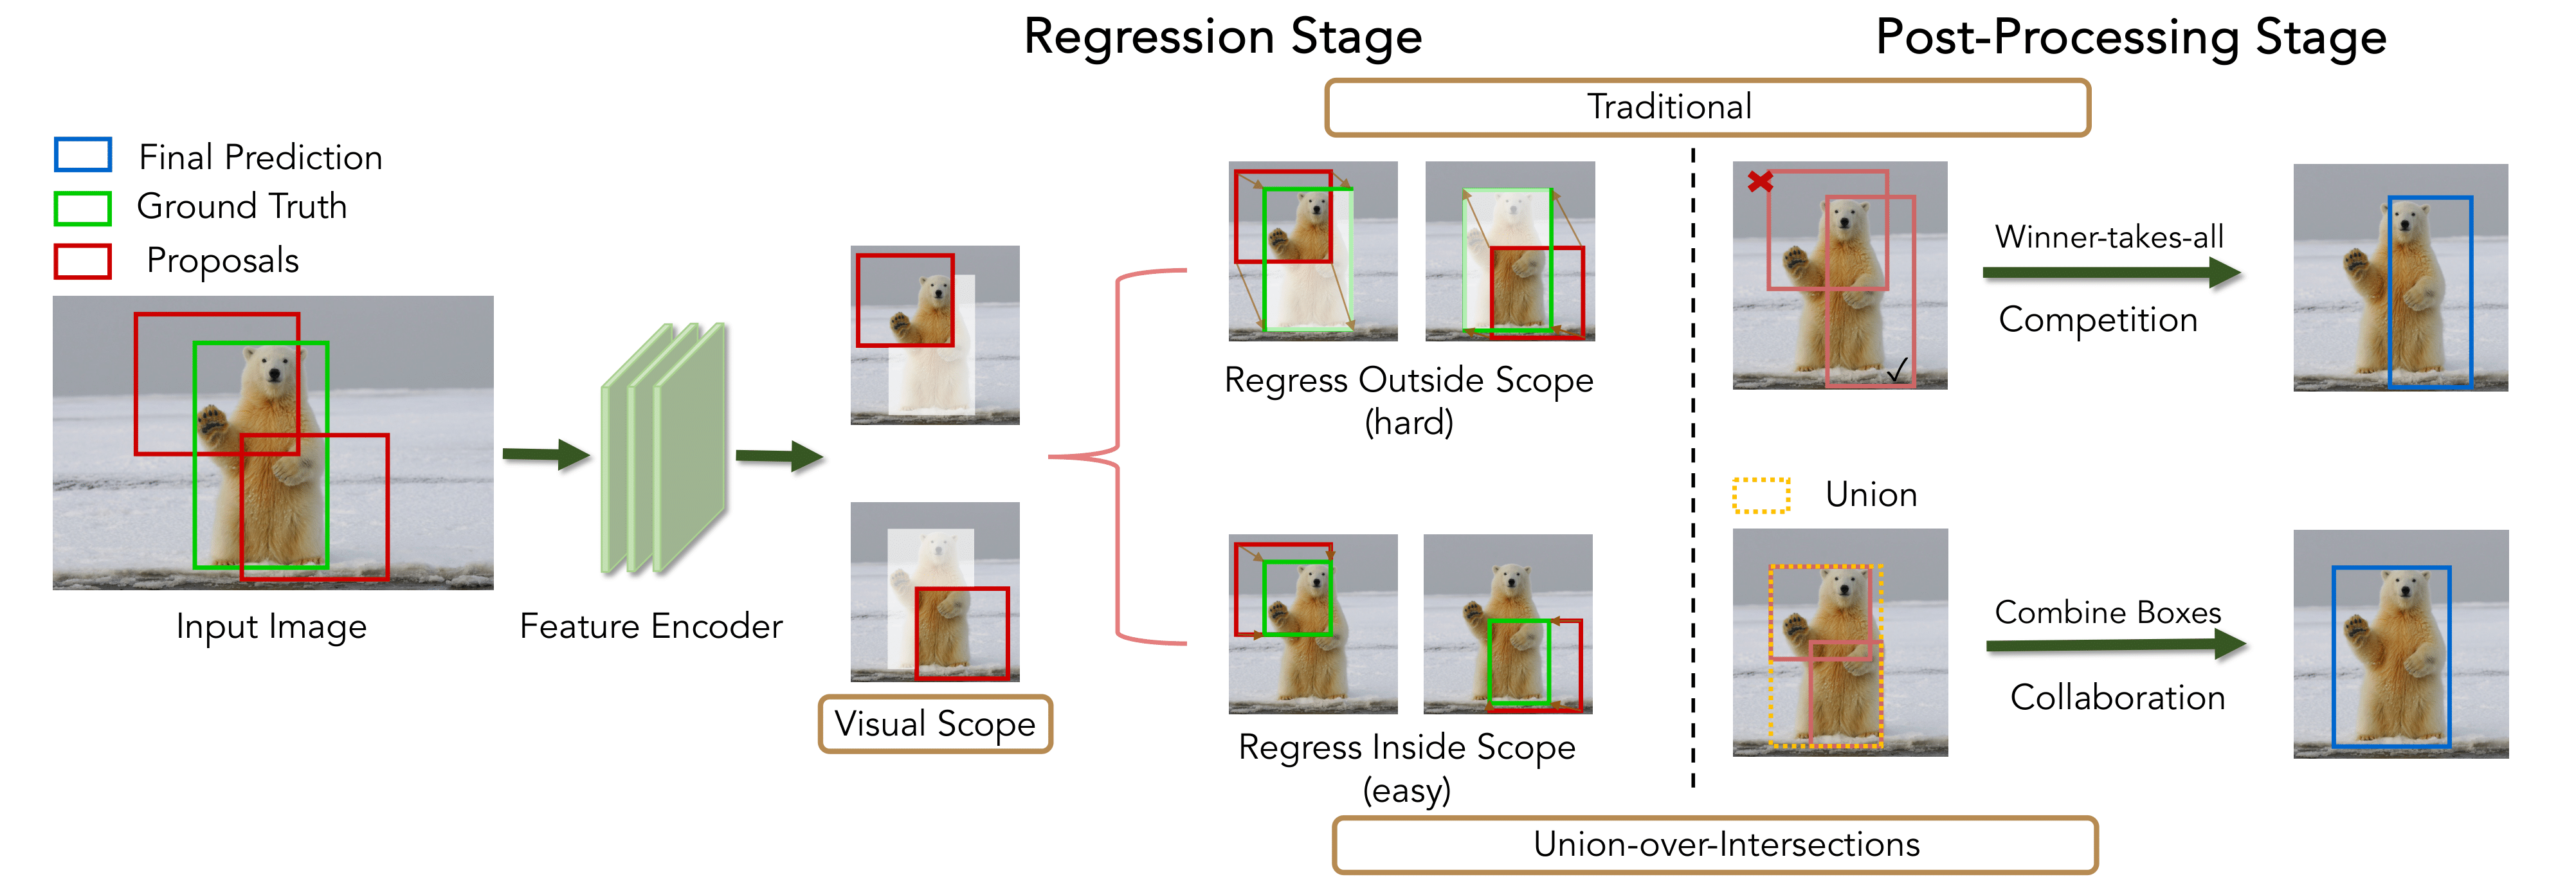 Regression Stage
Post-Processing Stage
Traditional
Final Prediction
Ground Truth
Proposals
Winner-takes-all
Competition
Regress Outside Scope
(hard)
Union
Input Image
Feature Encoder
Visual Scope
Combine Boxes
Collaboration
Regress Inside Scope
(easy)
Union-over-Intersections